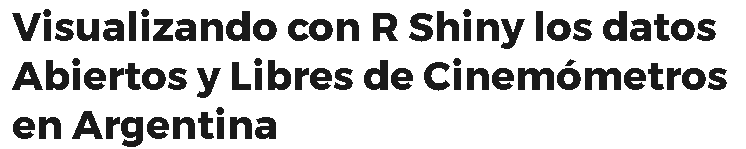 Visualizando con R Shiny los datos
Abiertos y Libres de Cinemómetros
en Argentina